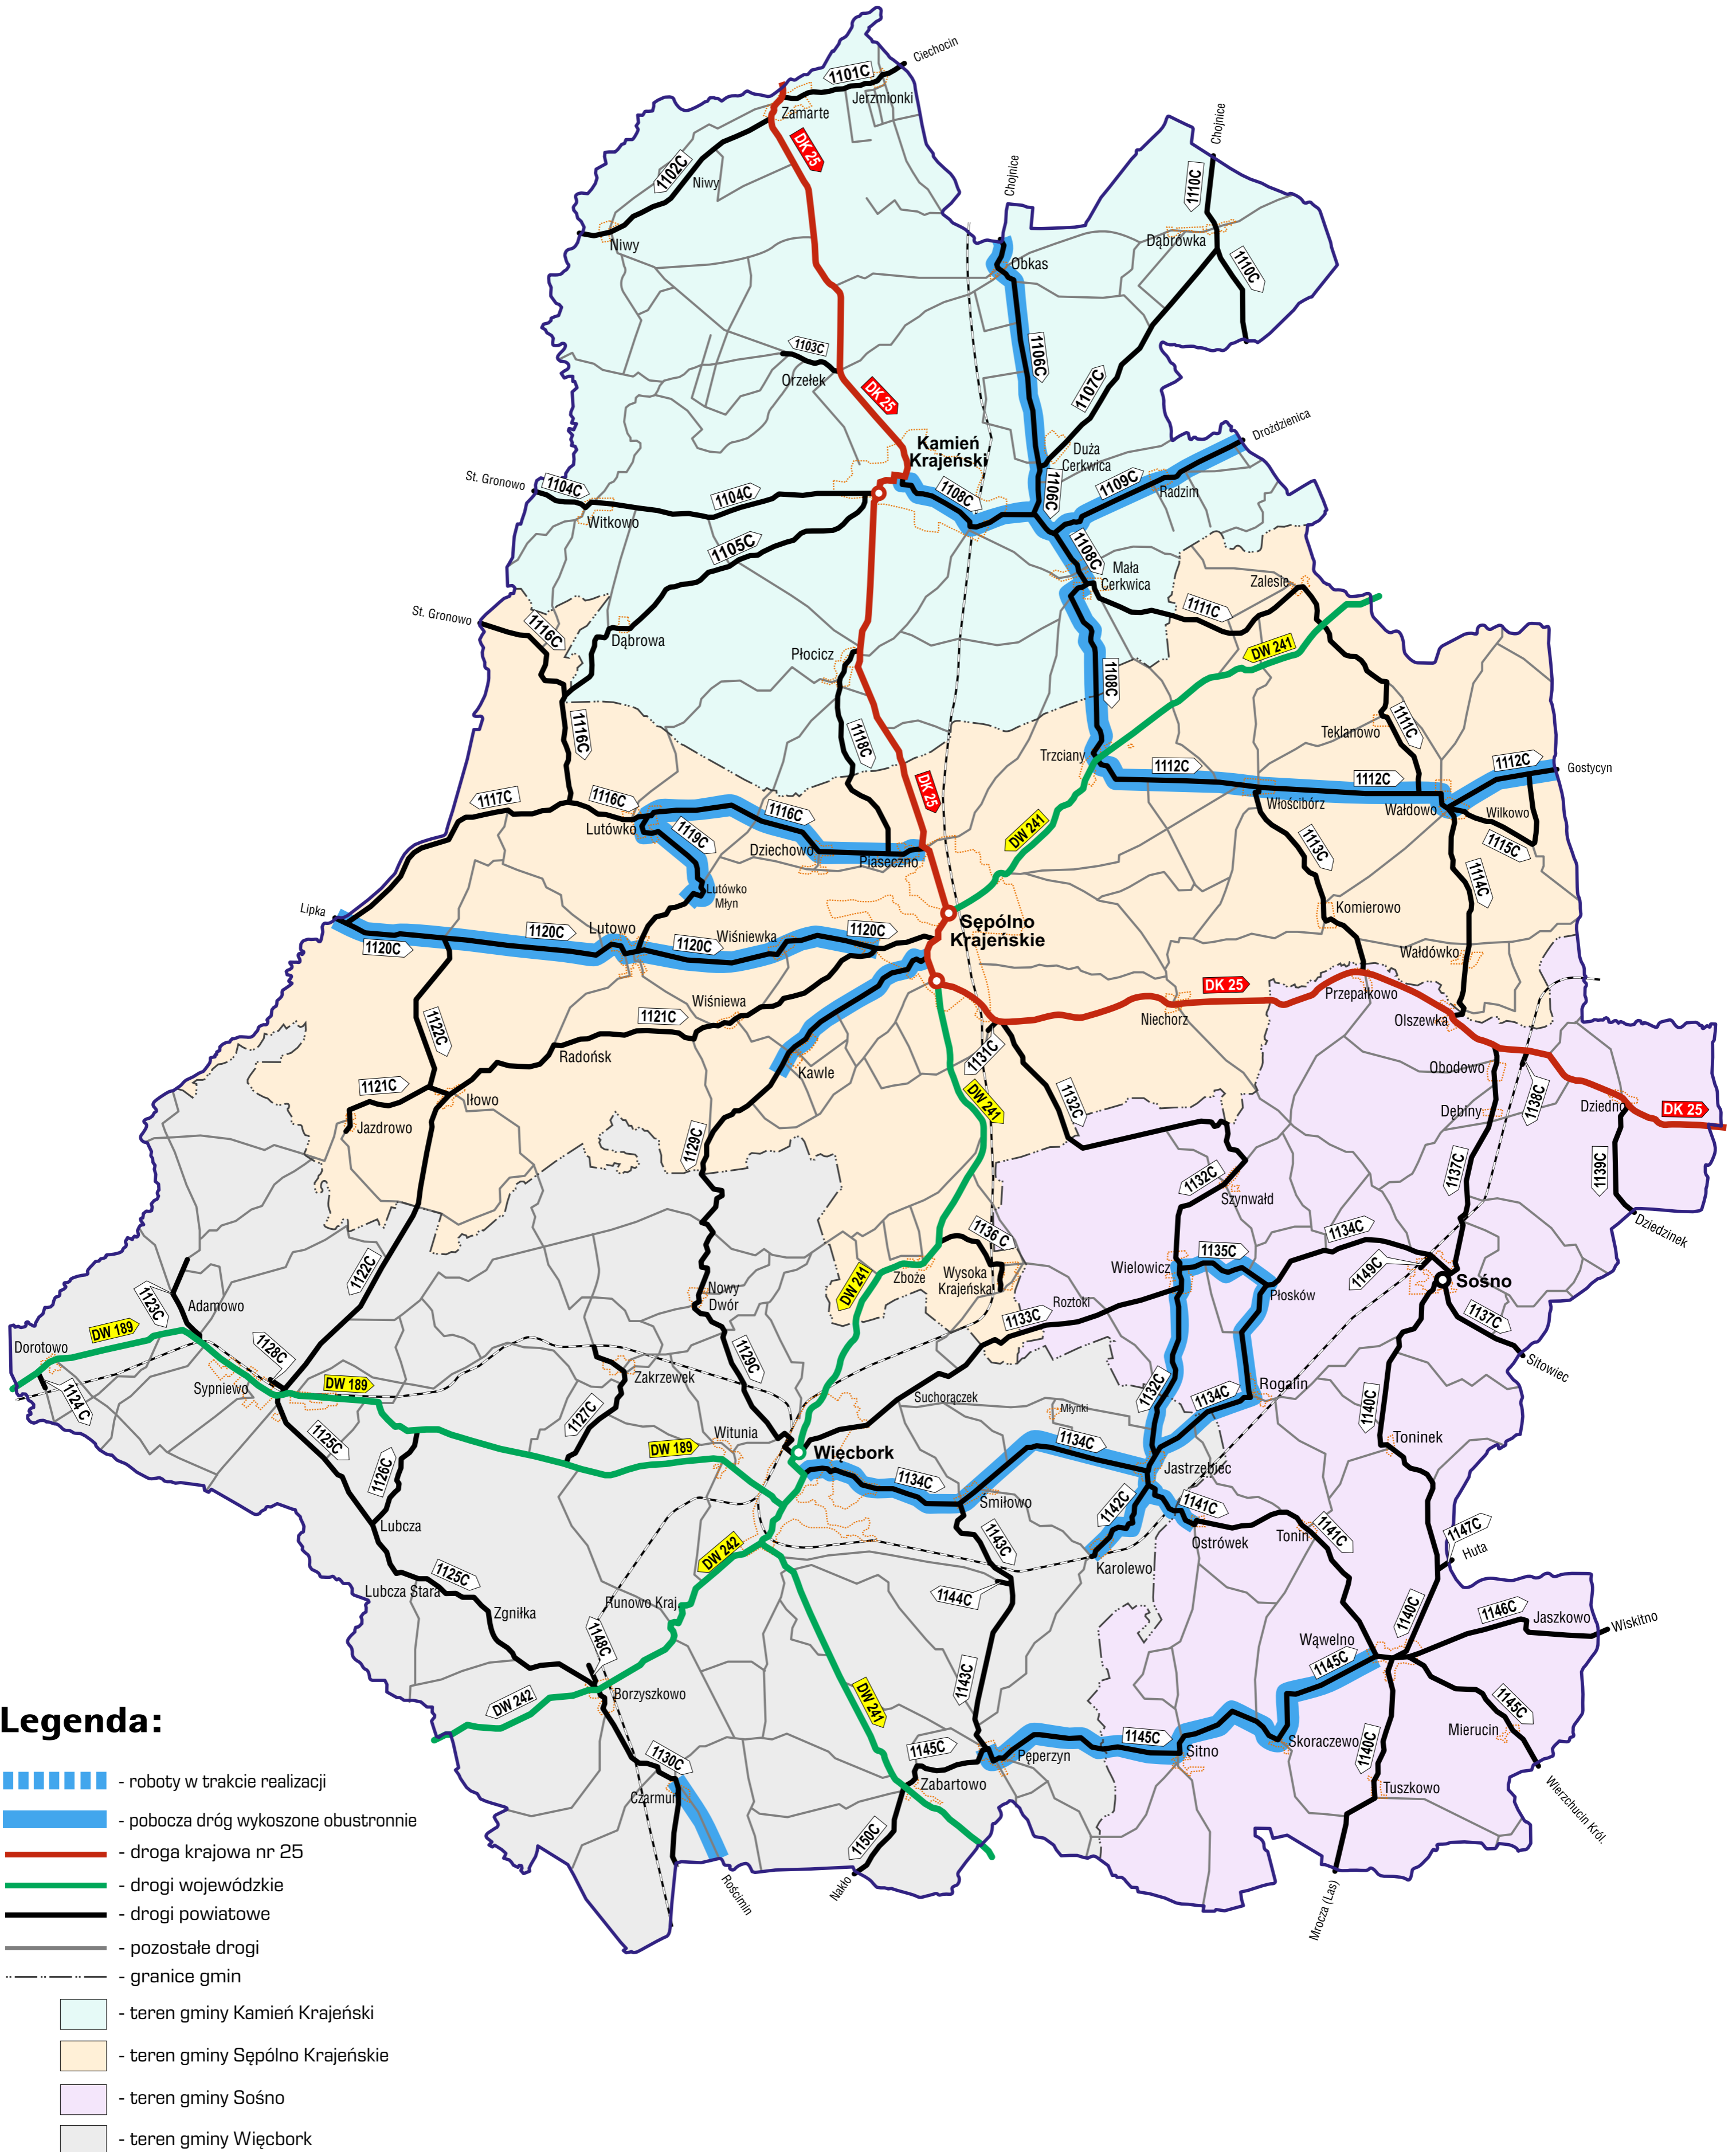 Ciechocin
1101C
Jerzmionki
Zamarte
DK 25
1102C
Niwy
Niwy
Chojnice
Chojnice
1110C
Dąbrówka
1110C
Obkas
1106C
1103C
Orzełek
DK 25
1107C
Kamień
Krajeński
Duża
Cerkwica
Drożdzienica
1109C
Radzim
St. Gronowo
1104C
1104C
Witkowo
1108C
1106C
1105C
1108C
Mała
Cerkwica
Zalesie
1111C
St. Gronowo
1116C
Dąbrowa
Płocicz
DW 241
1108C
1116C
1118C
Teklanowo
1111C
Trzciany
1112C
1112C
1112C
Gostycyn
DK 25
1117C
1116C
1116C
Lutówko
1119C
Dziechowo
Piaseczno
DW 241
Włościbórz
Wałdowo
Wilkowo
1115C
1113C
1114C
Lutówko
Młyn
Komierowo
Lipka
1120C
1120C
Lutowo
1120C
Wiśniewka
1120C
Sępólno
Krajeńskie
Wałdówko
1122C
1121C
Wiśniewa
Radońsk
Kawle
DK 25
Niechorz
Przepałkowo
Olszewka
1131C
1132C
DW 241
Obodowo
1138C
Dziedno
DK 25
Dębiny
1121C
Iłowo
Jazdrowo
1129C
1137C
1139C
1132C
Szynwałd
Dziedzinek
1122C
1136 C
Zboże
Wysoka
Krajeńska
DW 241
1134C
1135C
Wielowicz
1149C
Sośno
Płosków
1137C
Sitowiec
1123C
Adamowo
Nowy
Dwór
Roztoki
1133C
Dorotowo
DW 189
1124 C
Sypniewo
1128C
DW 189
1129C
Zakrzewek
1127C
Suchorączek
Młynki
1132C
1134C
Rogalin
1140C
Toninek
1125C
1126C
Witunia
DW 189
Więcbork
1134C
1134C
Jastrzębiec
Śmiłowo
1142C
1141C
Ostrówek
Tonin
1141C
Lubcza
1143C
Karolewo
1147C
Huta
1125C
Lubcza Stara
Zgniłka
DW 242
Runowo Kraj.
1144C
1140C
1146C
Jaszkowo
Wiskitno
1148C
Wąwelno
1145C
1143C
Borzyszkowo
DW 242
DW 241
1145C
Mierucin
Wierzchucin Król.
1130C
Czarmuń
1145C
Pęperzyn
1145C
Sitno
Skoraczewo
1140C
Zabartowo
Tuszkowo
1150C
Nakło
Rościmin
Mrocza (Las)
Legenda:
- roboty w trakcie realizacji
- pobocza dróg wykoszone obustronnie
- droga krajowa nr 25
- drogi wojewódzkie
- drogi powiatowe
- pozostałe drogi
- granice gmin
- teren gminy Kamień Krajeński
- teren gminy Sępólno Krajeńskie
- teren gminy Sośno
- teren gminy Więcbork